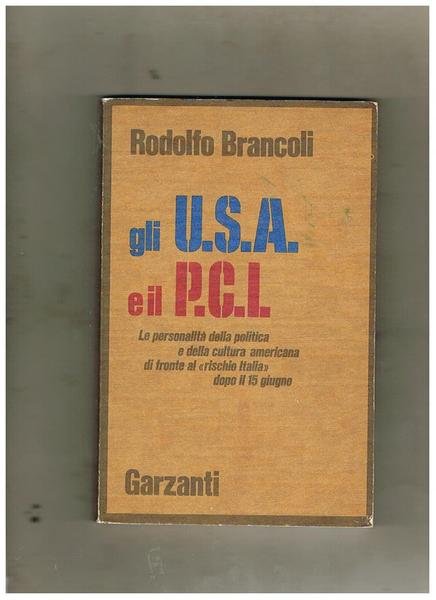 Rodolfo Brancoli
gli U.S.A.
e il P.C.I.
Le personalità della politica
e della cultura americana
di fronte al «rischio Italia»
dopo il 15 giugno
Garzanti